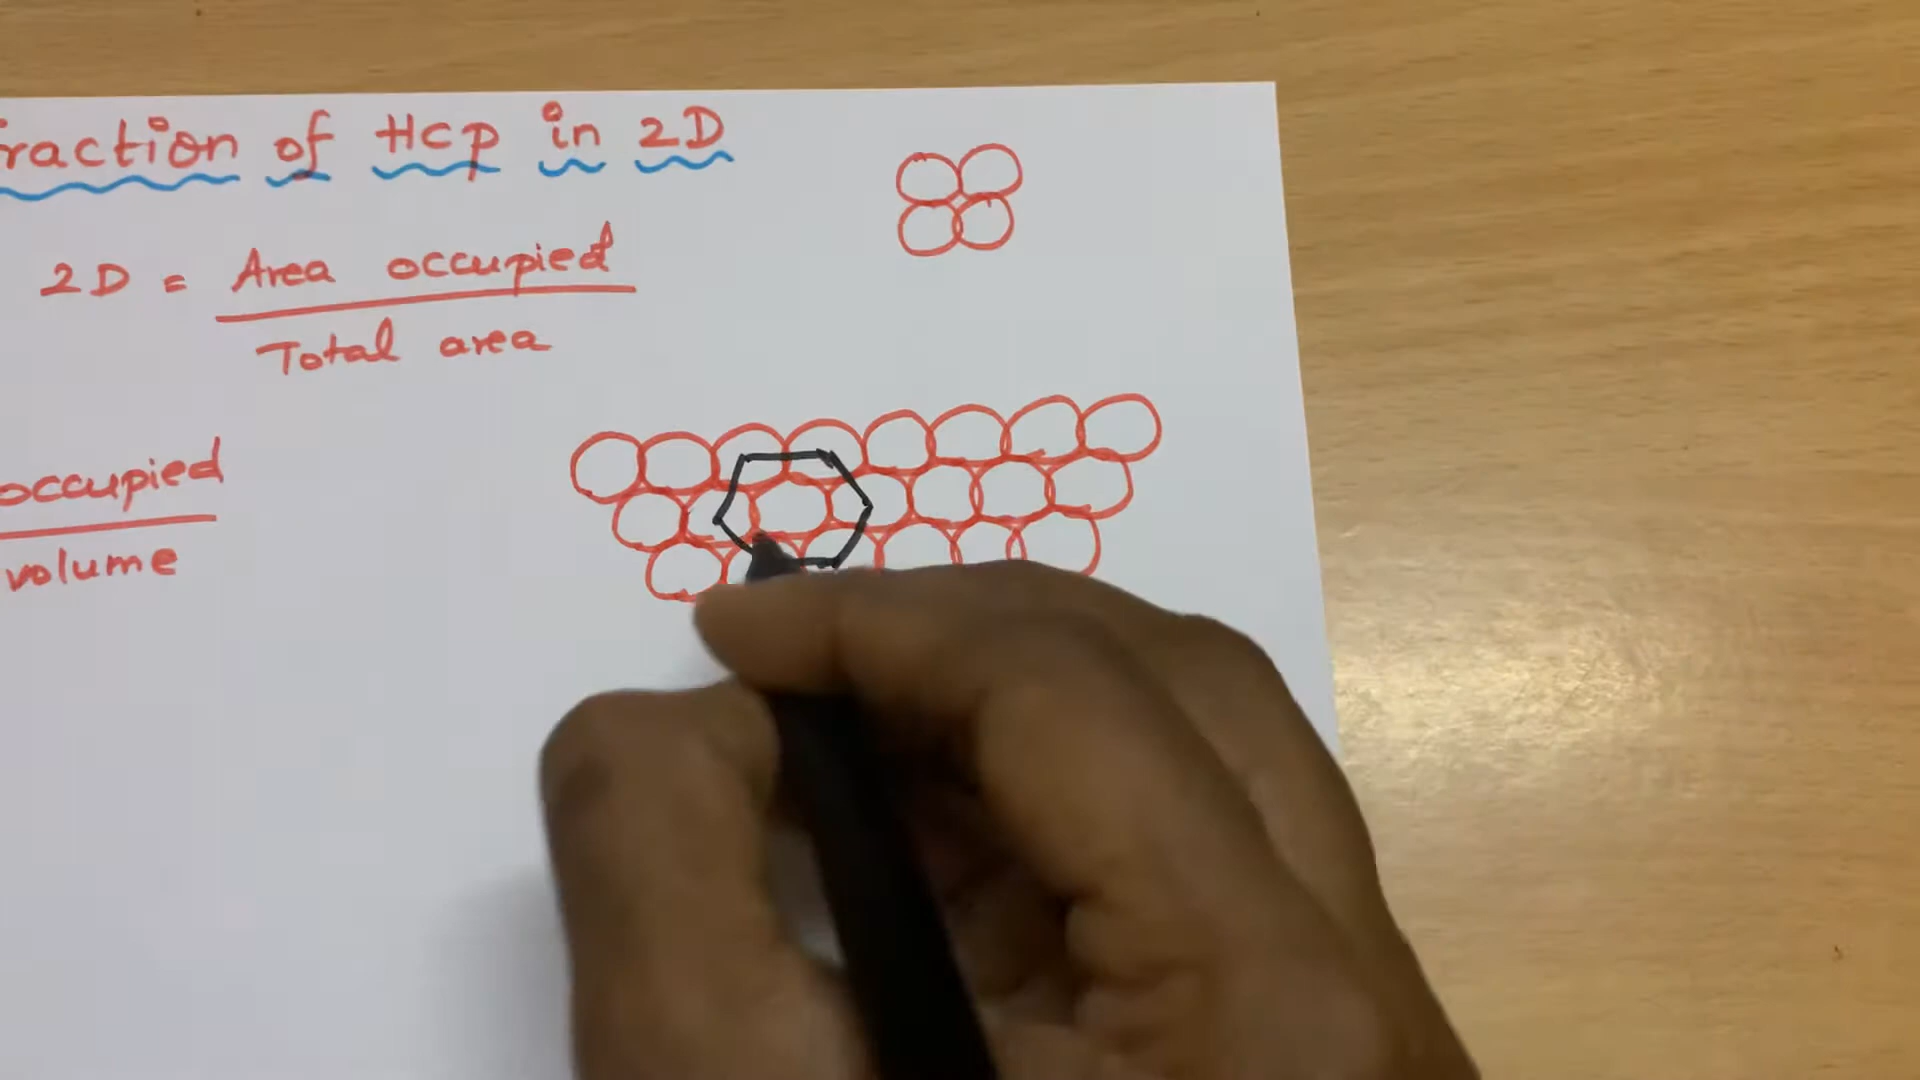 raction of Hcp in 2D
2D = Area occupied
Total area
occupied
volume